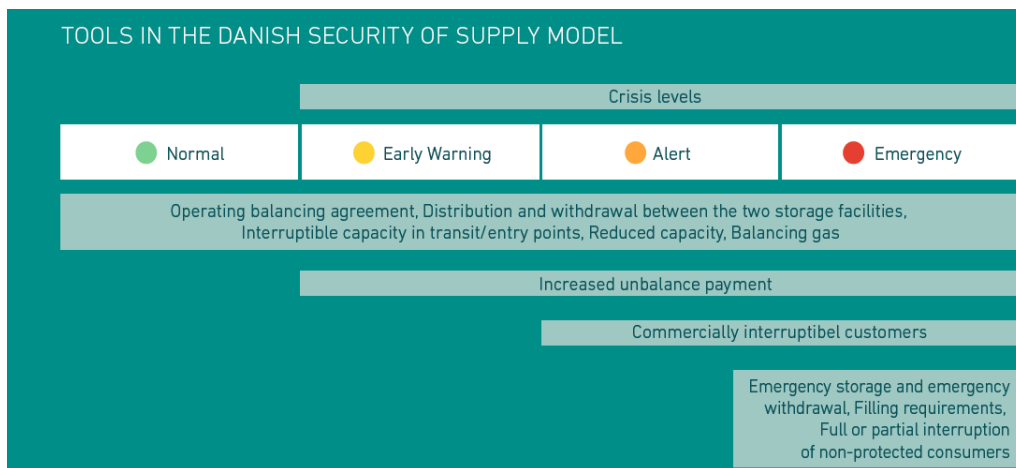 TOOLS IN THE DANISH SECURITY OF SUPPLY MODEL
Crisis levels
Normal
Early Warning
Alert
Emergency
Operating balancing agreement, Distribution and withdrawal between the two storage facilities,
Interruptible capacity in transit/entry points, Reduced capacity, Balancing gas
Increased unbalance payment
Commercially interruptibel customers
Emergency storage and emergency
withdrawal, Filling requirements,
Full or partial interruption
of non-protected consumers